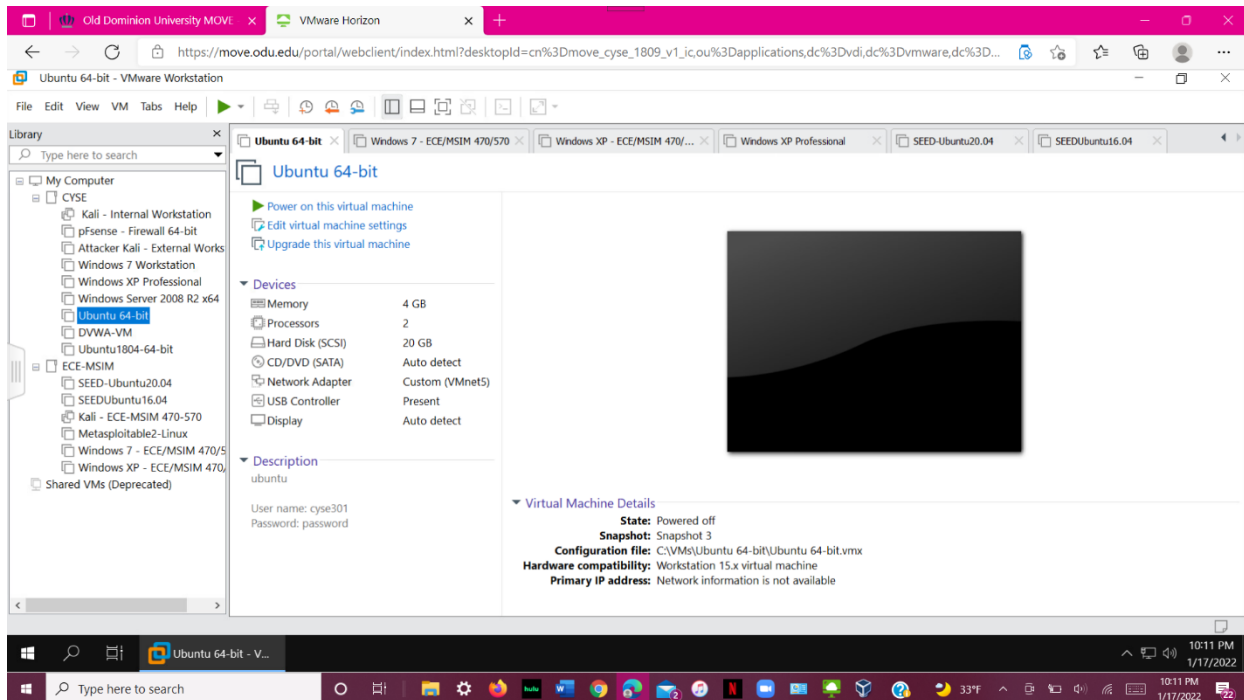 Old Dominion University MOVE
VMware Horizon
https://move.odu.edu/portal/webclient/index.html?desktopId=cn%3Dmove_cyse_1809_v1_ic,ou%3Dapplications,dc%3Dvdi,dc%3Dvmware,dc%3D...
Ubuntu 64-bit - VMware Workstation
File Edit View VM Tabs Help
Library
Type here to search
My Computer
CYSE
Kali - Internal Workstation
pFsense - Firewall 64-bit
Attacker Kali - External Works
Windows 7 Workstation
Windows XP Professional
Windows Server 2008 R2 x64
Ubuntu 64-bit
DVWA-VM
Ubuntu1804-64-bit
ECE-MSIM
SEED-Ubuntu20.04
SEEDUbuntu16.04
Kali - ECE-MSIM 470-570
Metasploitable2-Linux
Windows 7 - ECE/MSIM 470/5
Windows XP - ECE/MSIM 470/
Shared VMs (Deprecated)
Ubuntu 64-bit Windows 7 - ECE/MSIM 470/570 Windows XP - ECE/MSIM 470/... Windows XP Professional SEED-Ubuntu20.04 SEEDUbuntu16.04
Ubuntu 64-bit
Power on this virtual machine
Edit virtual machine settings
Upgrade this virtual machine
Devices
Memory 4 GB
Processors 2
Hard Disk (SCSI) 20 GB
CD/DVD (SATA) Auto detect
Network Adapter Custom (VMnet5)
USB Controller Present
Display Auto detect
Description
ubuntu
User name: cyse301
Password: password
Virtual Machine Details
State: Powered off
Snapshot: Snapshot 3
Configuration file: C:\VMs\Ubuntu 64-bit\Ubuntu 64-bit.vmx
Hardware compatibility: Workstation 15.x virtual machine
Primary IP address: Network information is not available
Ubuntu 64-bit - V...
10:11 PM
1/17/2022
Type here to search
hulu
33°F
10:11 PM
1/17/2022
22